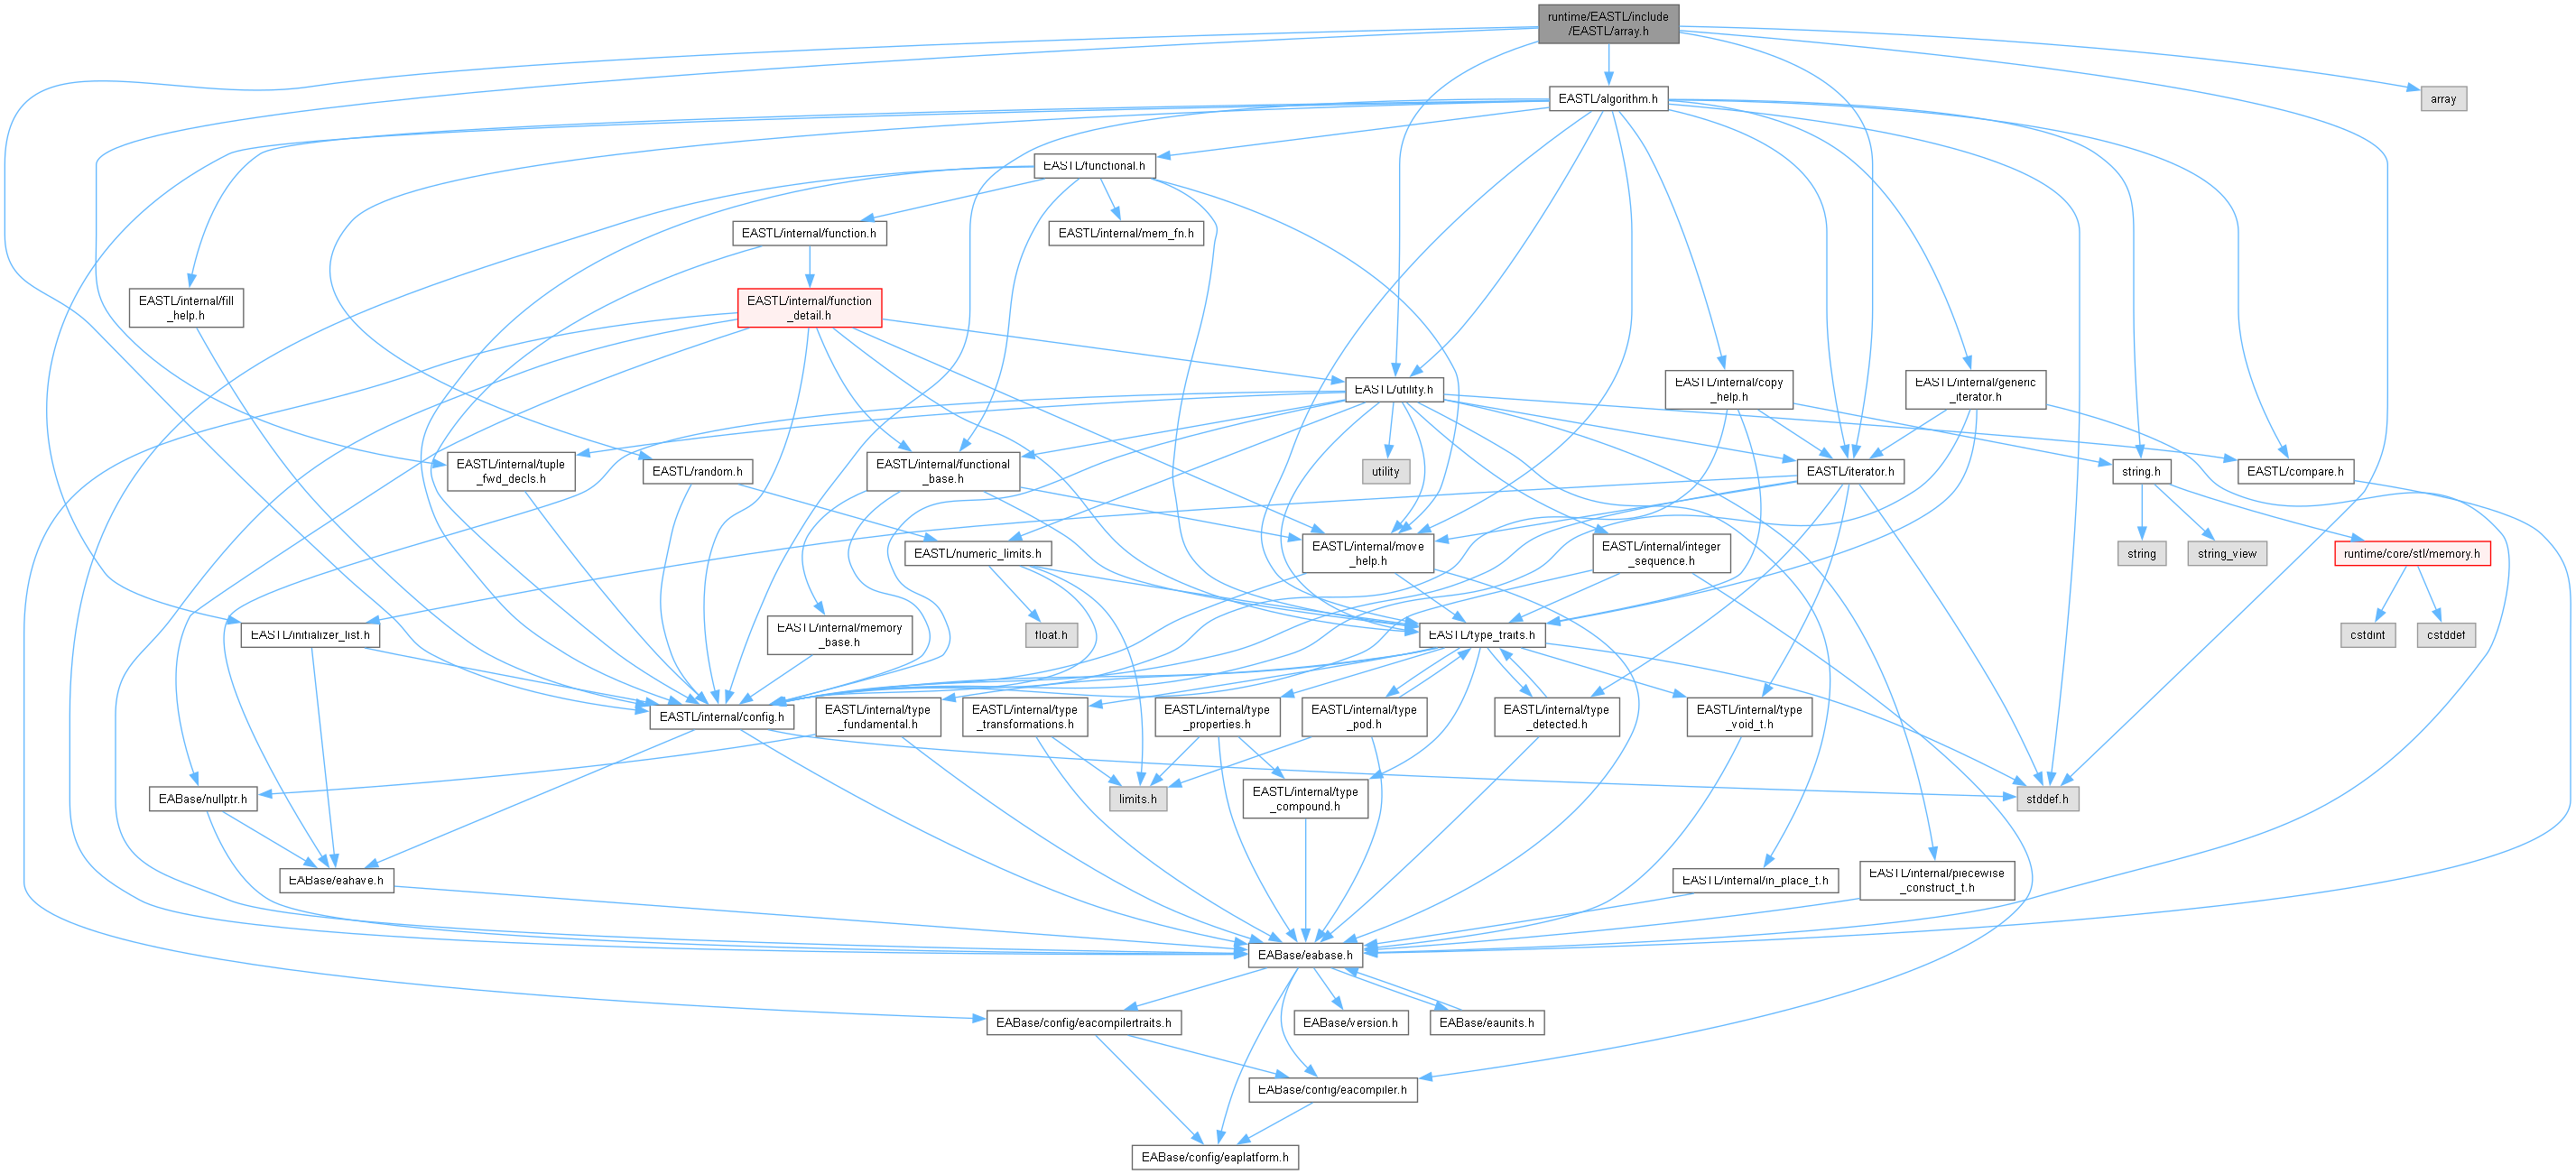 runtime/EASTL/include
/EASTL/array.h
EASTL/algorithm.h
array
EASTL/functional.h
EASTL/internal/function.h
EASTL/internal/mem_fn.h
EASTL/internal/fill
_help.h
EASTL/internal/function
_detail.h
EASTL/utility.h
EASTL/internal/copy
_help.h
EASTL/internal/generic
_iterator.h
EASTL/internal/tuple
_fwd_decls.h
EASTL/random.h
EASTL/internal/functional
_base.h
utility
EASTL/iterator.h
string.h
EASTL/compare.h
EASTL/numeric_limits.h
EASTL/internal/move
_help.h
EASTL/internal/integer
_sequence.h
string
string_view
runtime/core/stl/memory.h
EASTL/initializer_list.h
EASTL/internal/memory
_base.h
float.h
EASTL/type_traits.h
cstdint
cstddef
EASTL/internal/config.h
EASTL/internal/type
_fundamental.h
EASTL/internal/type
_transformations.h
EASTL/internal/type
_properties.h
EASTL/internal/type
_pod.h
EASTL/internal/type
_detected.h
EASTL/internal/type
_void_t.h
EABase/nullptr.h
limits.h
EASTL/internal/type
_compound.h
stddef.h
EABase/eahave.h
EASTL/internal/in_place_t.h
EASTL/internal/piecewise
_construct_t.h
EABase/eabase.h
EABase/config/eacompilertraits.h
EABase/version.h
EABase/eaunits.h
EABase/config/eacompiler.h
EABase/config/eaplatform.h